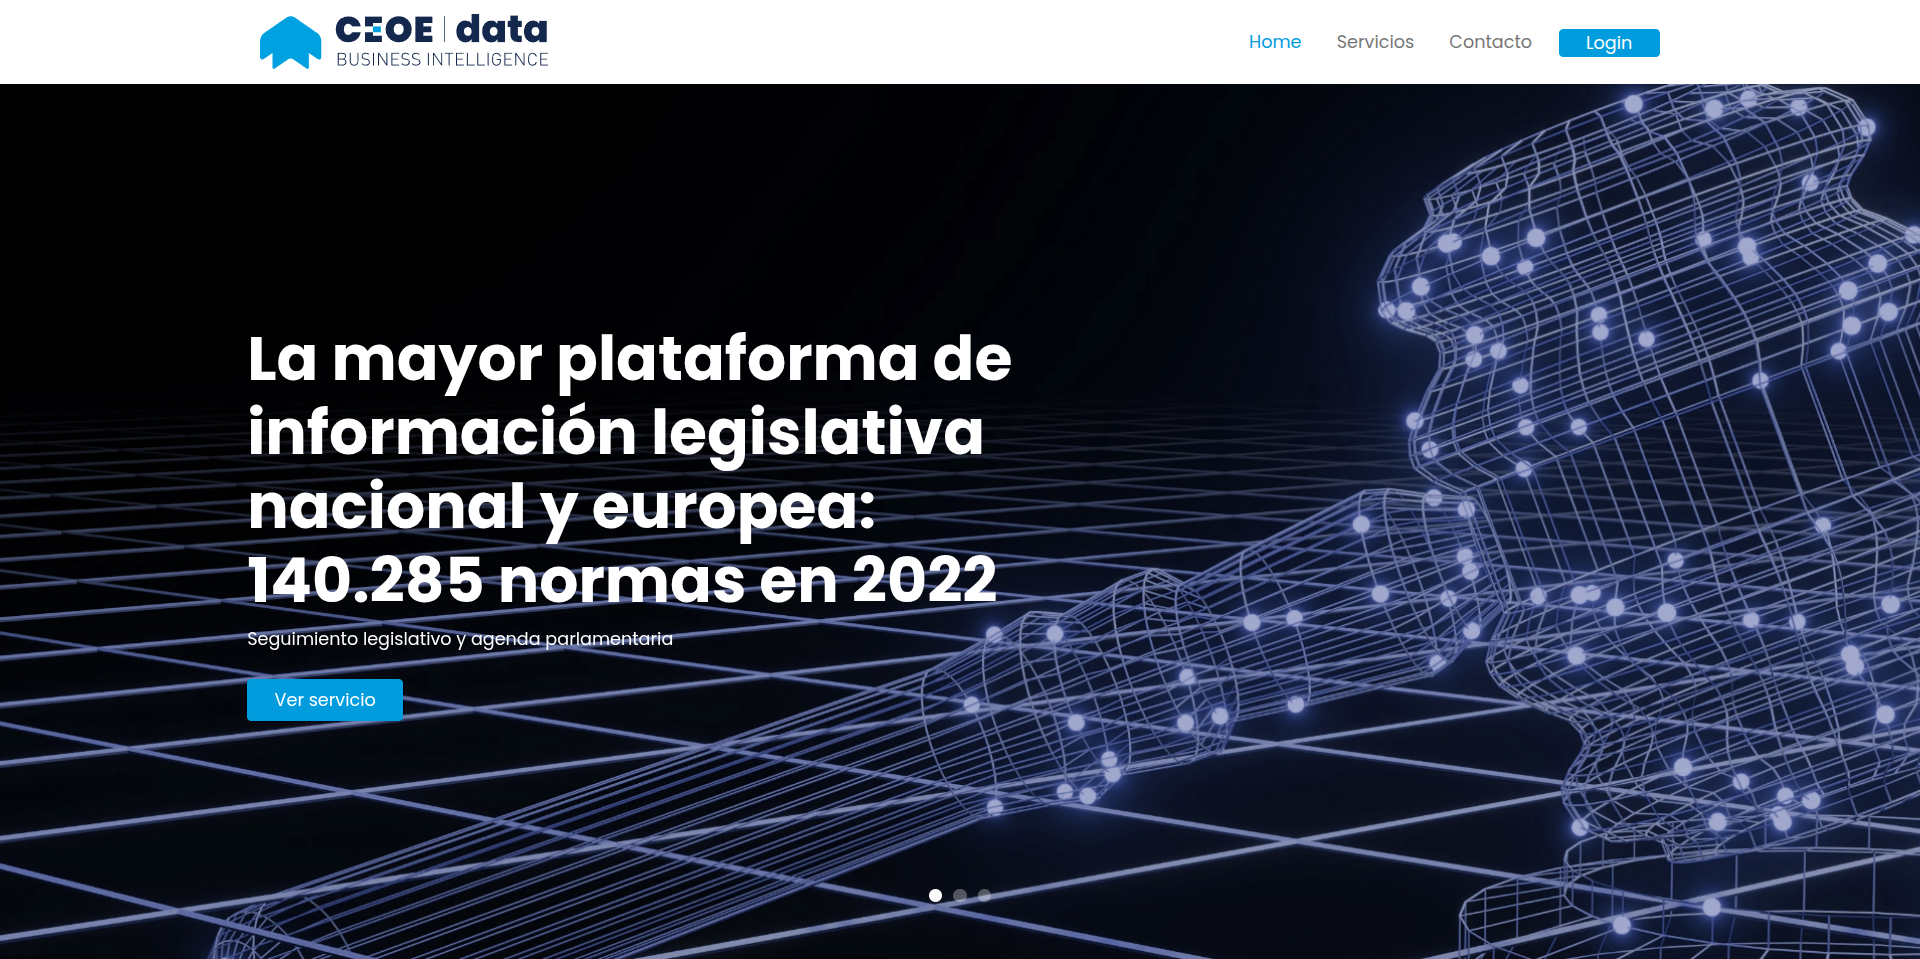 CEOE | data
BUSINESS INTELLIGENCE
Home
Servicios
Contacto
Login
La mayor plataforma de
información legislativa
nacional y europea:
140.285 normas en 2022
Seguimiento legislativo y agenda parlamentaria
Ver servicio